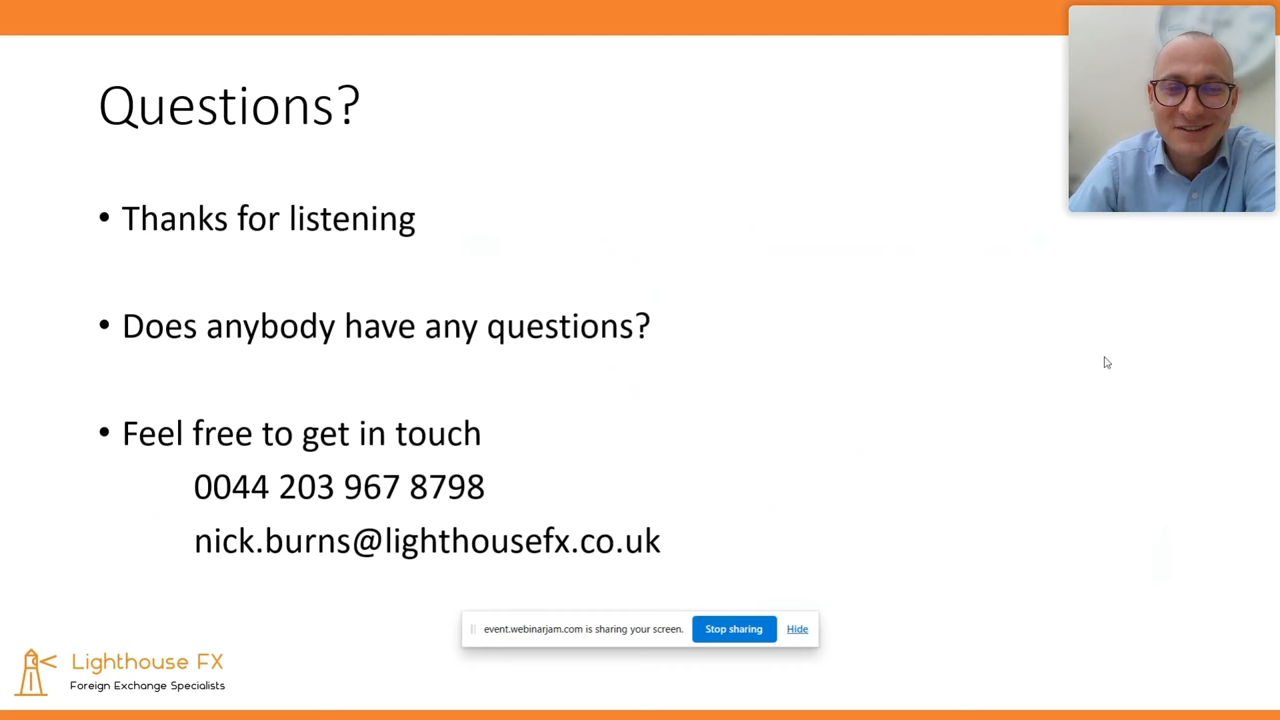 Questions?
• Thanks for listening
• Does anybody have any questions?
• Feel free to get in touch
0044 203 967 8798
nick.burns@lighthousefx.co.uk
event.webinarjam.com is sharing your screen.
Stop sharing
Hide
Lighthouse FX
Foreign Exchange Specialists